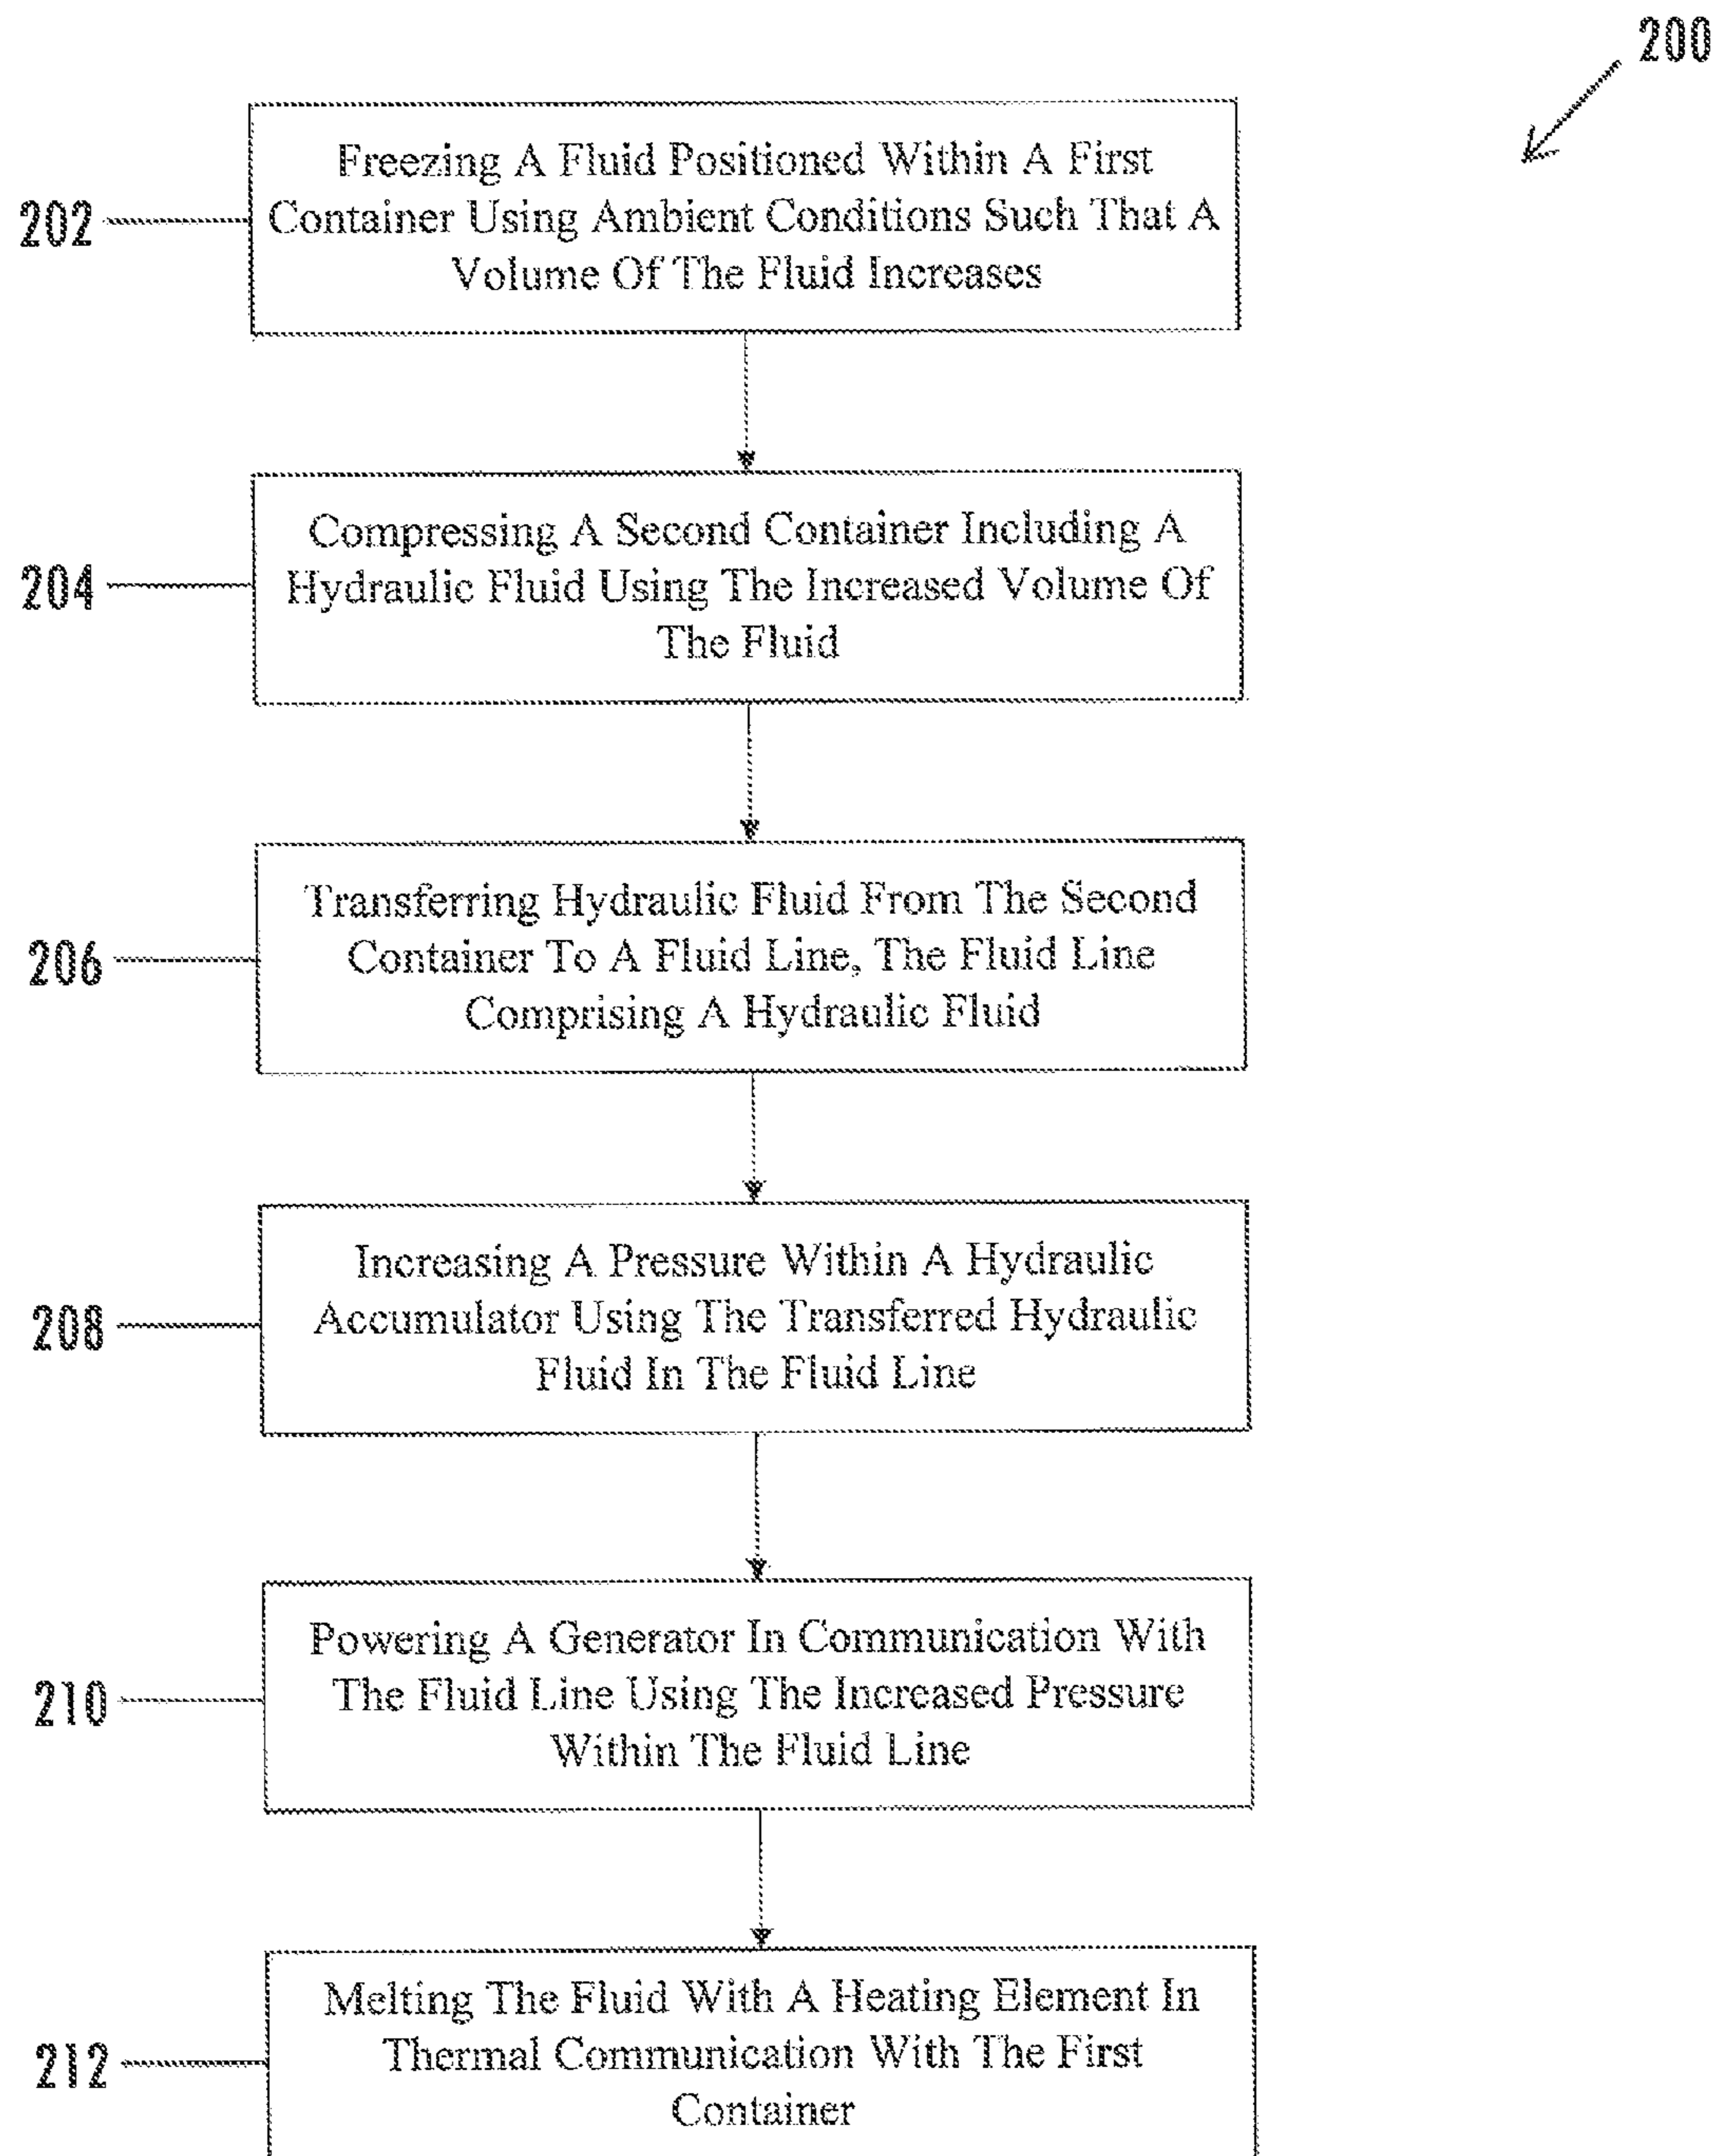 200
202
Freezing A Fluid Positioned Within A First
Container Using Ambient Conditions Such That A
Volume Of The Fluid Increases
204
Compressing A Second Container Including A
Hydraulic Fluid Using The Increased Volume Of
The Fluid
206
Transferring Hydraulic Fluid From The Second
Container To A Fluid Line, The Fluid Line
Comprising A Hydraulic Fluid
208
Increasing A Pressure Within A Hydraulic
Accumulator Using The Transferred Hydraulic
Fluid In The Fluid Line
210
Powering A Generator In Communication With
The Fluid Line Using The Increased Pressure
Within The Fluid Line
212
Melting The Fluid With A Heating Element In
Thermal Communication With The First
Container